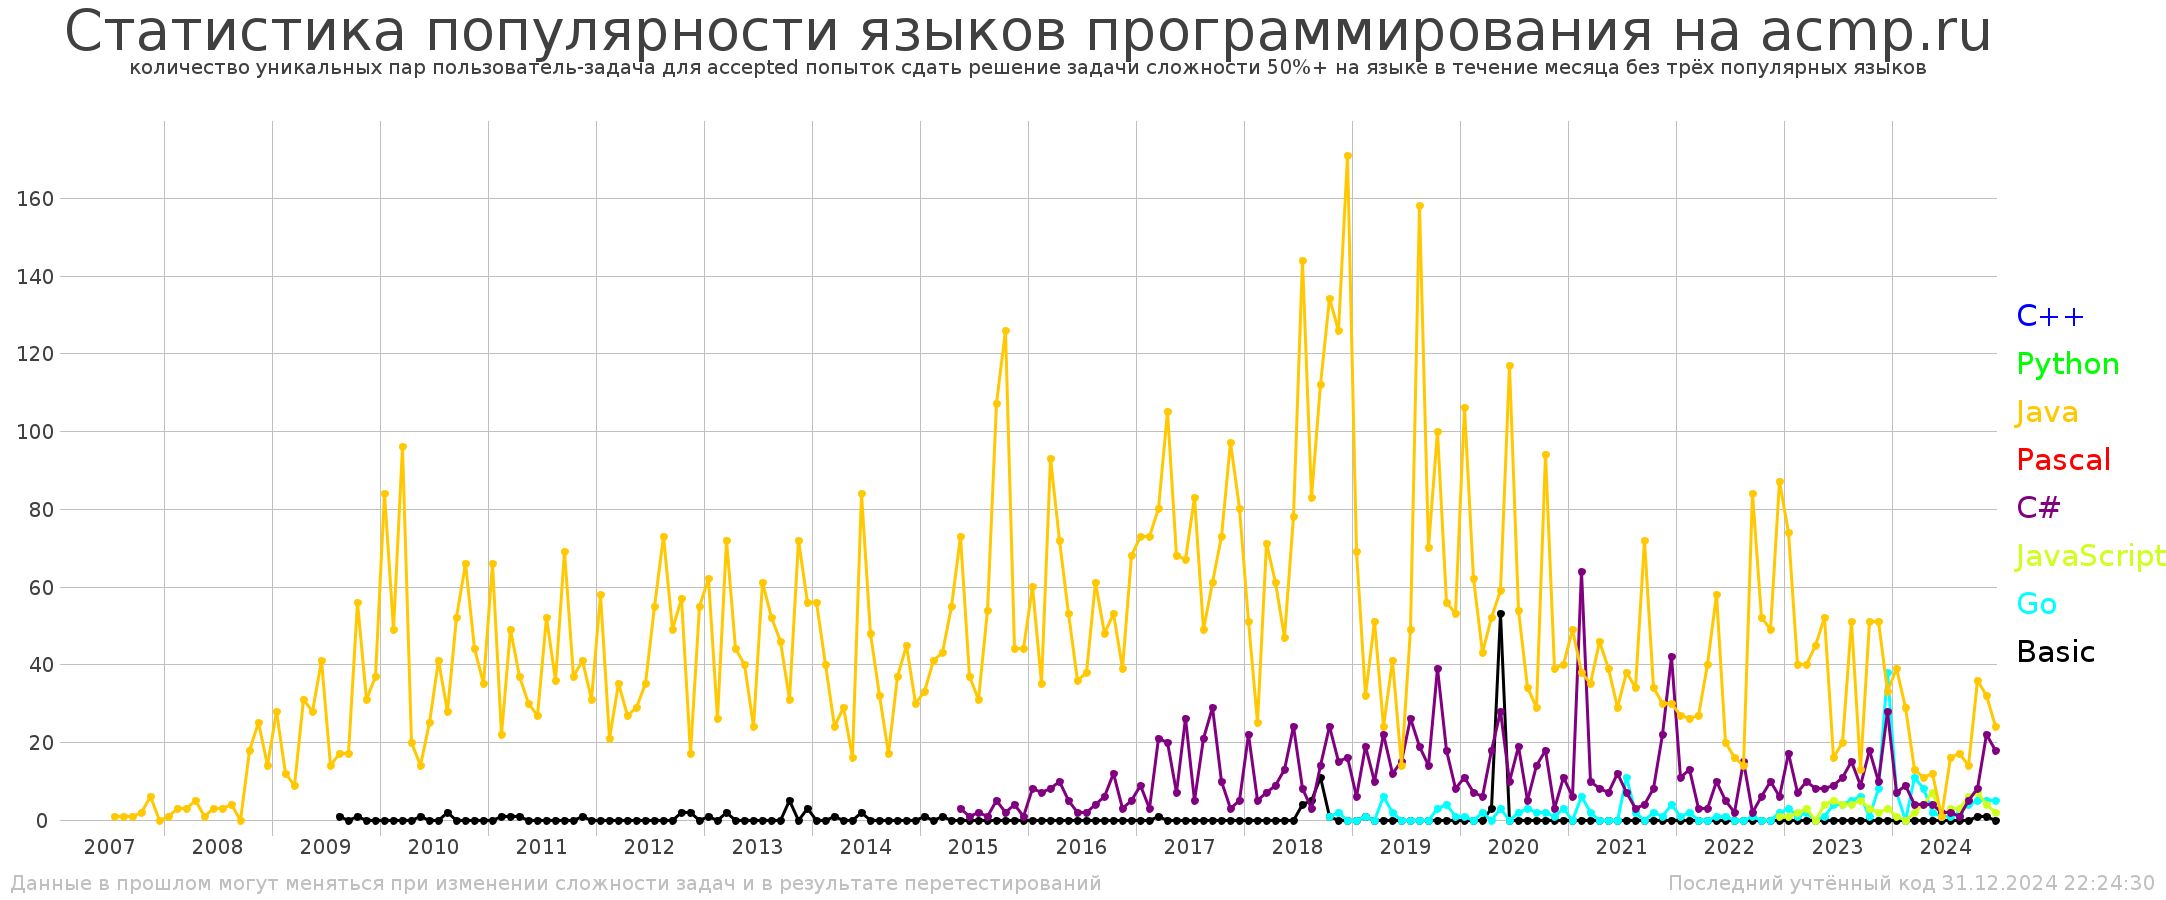 Статистика популярности языков программирования на acmp.ru
количество уникальных пар пользователь-задача для accepted попыток сдать решение задачи сложности 50%+ на языке в течение месяца без трёх популярных языков
160
140
120
100
80
60
40
20
0
C++
Python
Java
Pascal
C#
JavaScript
Go
Basic
2007 2008 2009 2010 2011 2012 2013 2014 2015 2016 2017 2018 2019 2020 2021 2022 2023 2024
Данные в прошлом могут меняться при изменении сложности задач и в результате перетестирований
Последний учтённый код 31.12.2024 22:24:30